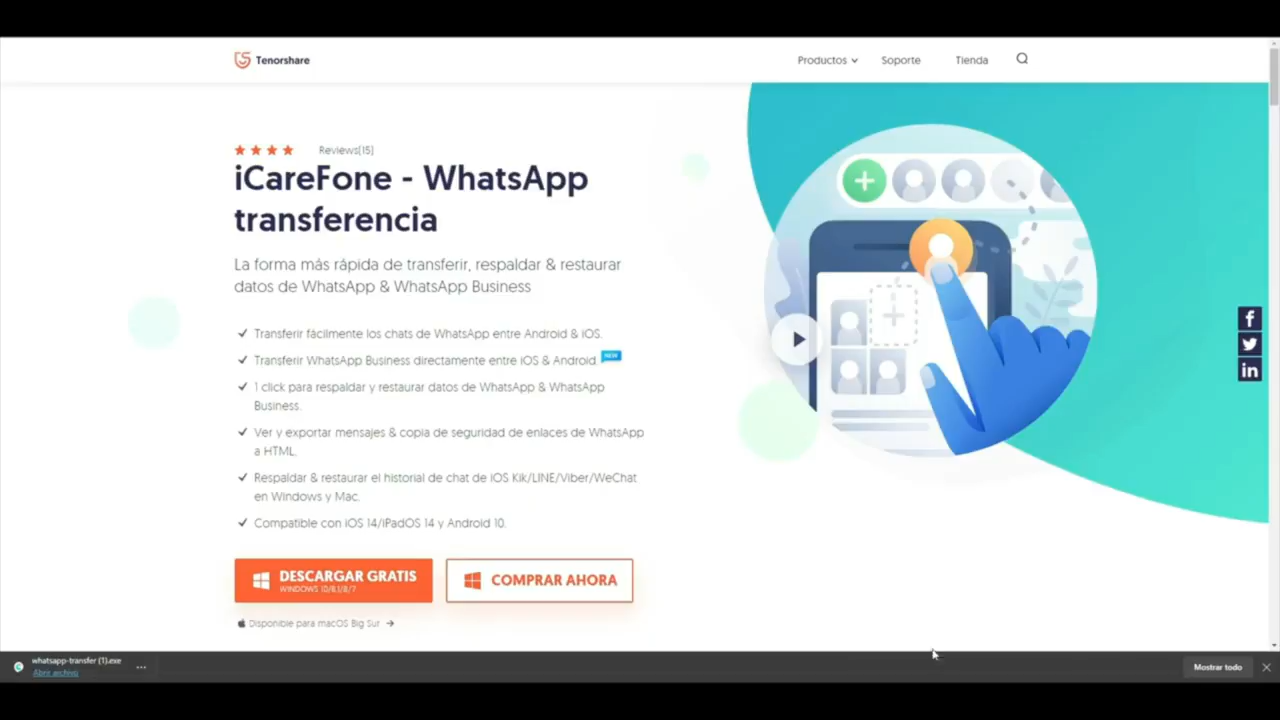 Tenorshare
Productos
Soporte
Tienda
Reviews(15)
iCareFone - WhatsApp
transferencia
La forma más rápida de transferir, respaldar & restaurar
datos de WhatsApp & WhatsApp Business
Transferir fácilmente los chats de WhatsApp entre Android & iOS.
Transferir WhatsApp Business directamente entre iOS & Android.
NEW
1 click para respaldar y restaurar datos de WhatsApp & WhatsApp
Business.
Ver y exportar mensajes & copia de seguridad de enlaces de WhatsApp
a HTML.
Respaldar & restaurar el historial de chat de iOS Kik/LINE/Viber/WeChat
en Windows y Mac.
Compatible con iOS 14/iPadOS 14 y Android 10.
DESCARGAR GRATIS
WINDOWS 10/8.1/8/7
COMPRAR AHORA
Disponible para macOS Big Sur
whatsapp-transfer (1).exe
Abrir archivo
Mostrar todo